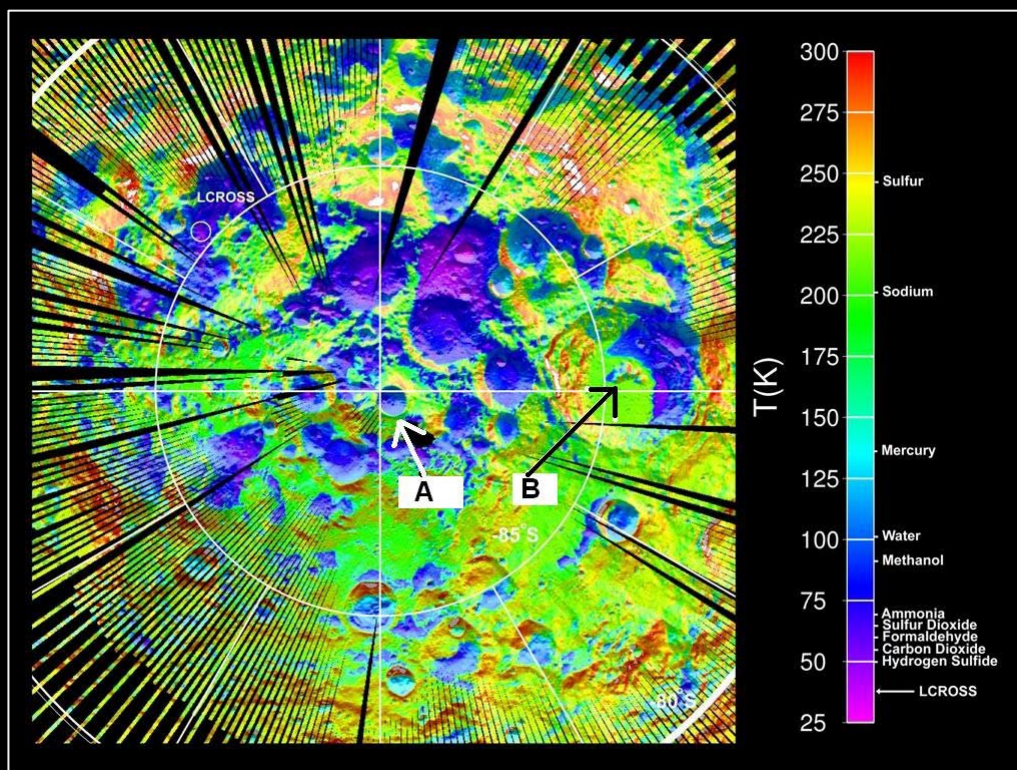 LCROSS
A
B
-85°S
-80°S
300
275
250
225
200
175
150
125
100
75
50
25
T(K)
Sulfur
Sodium
Mercury
Water
Methanol
Ammonia
Sulfur Dioxide
Formaldehyde
Carbon Dioxide
Hydrogen Sulfide
LCROSS